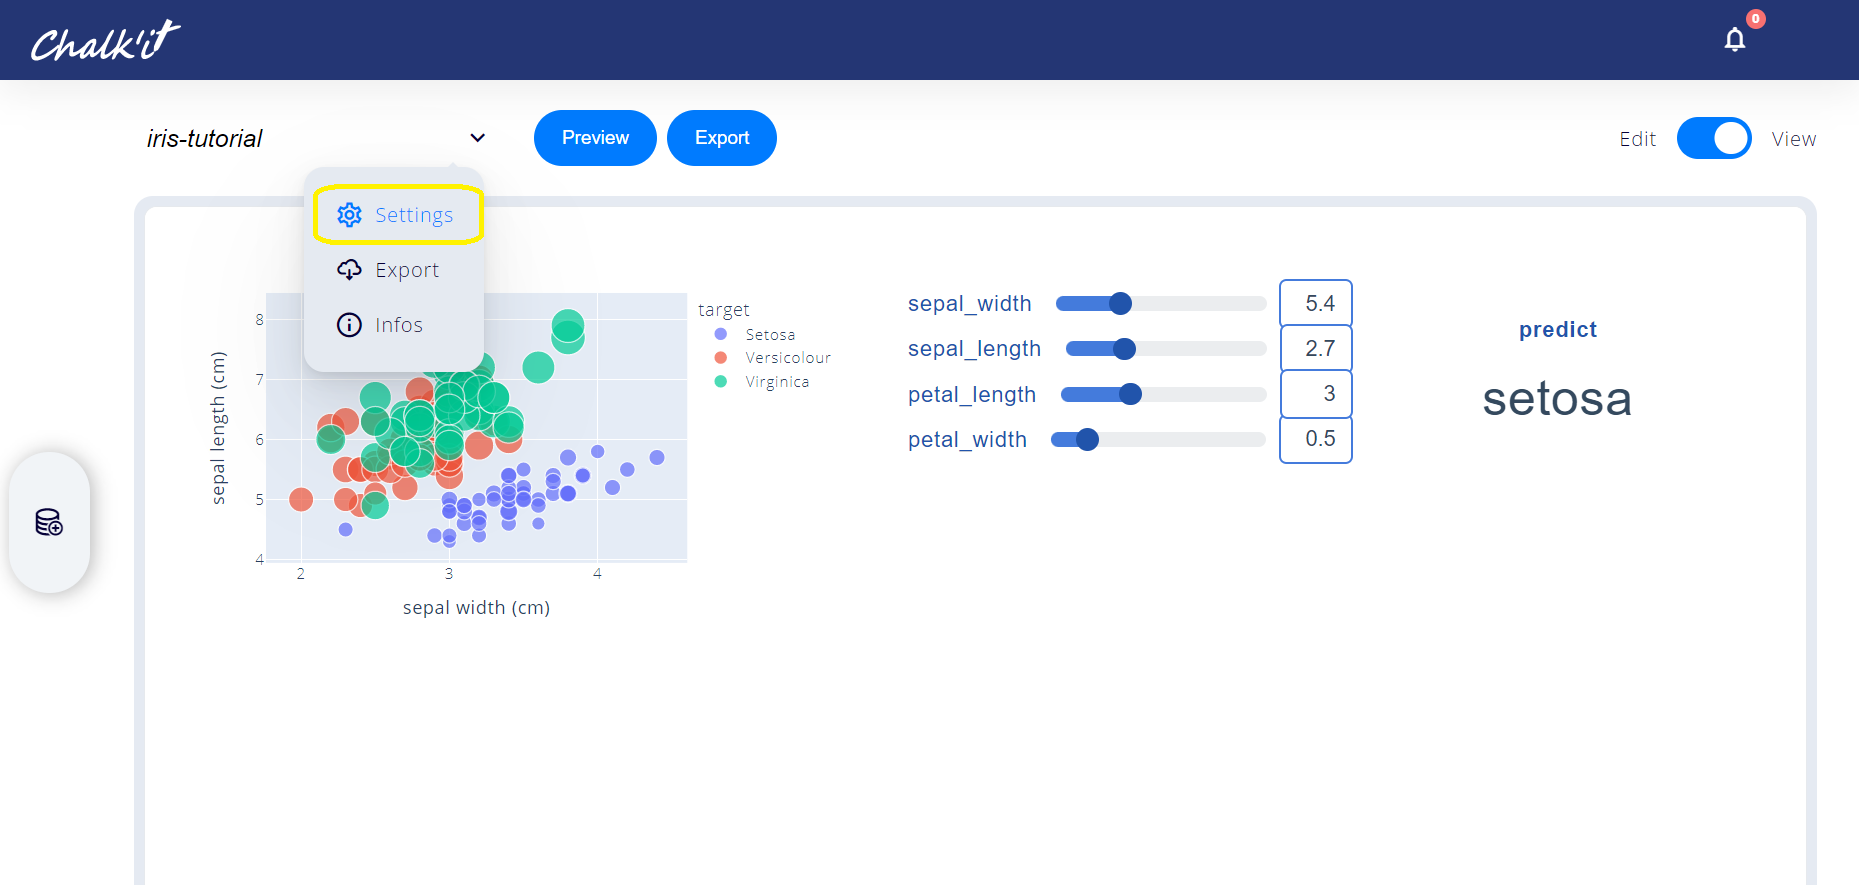 Chalk'it
0
iris-tutorial
Preview
Export
Edit
View
Settings
Export
Infos
sepal length (cm)
8
7
6
5
4
2
3
4
sepal width (cm)
target
Setosa
Versicolour
Virginica
sepal_width
5.4
sepal_length
2.7
petal_length
3
petal_width
0.5
predict
setosa